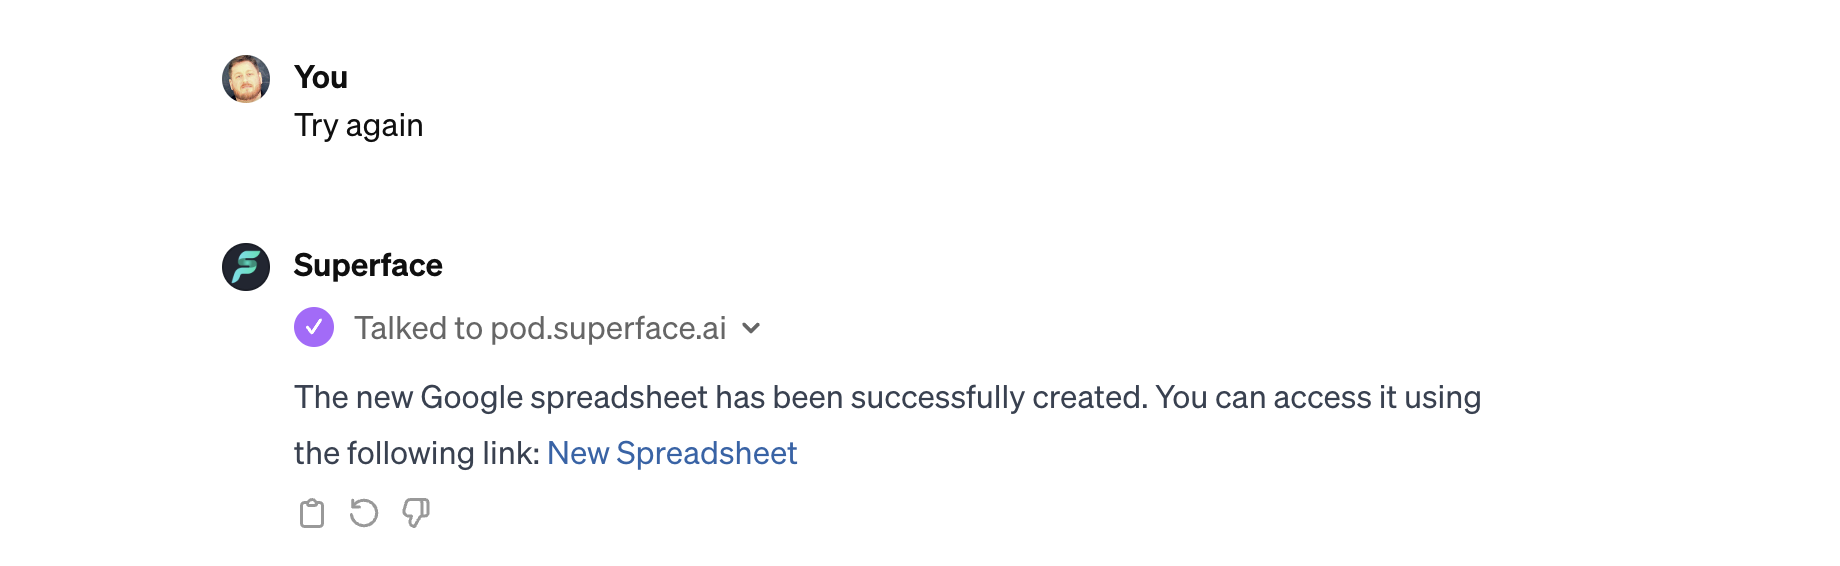 You
Try again
Superface
Talked to pod.superface.ai
The new Google spreadsheet has been successfully created. You can access it using
the following link: New Spreadsheet